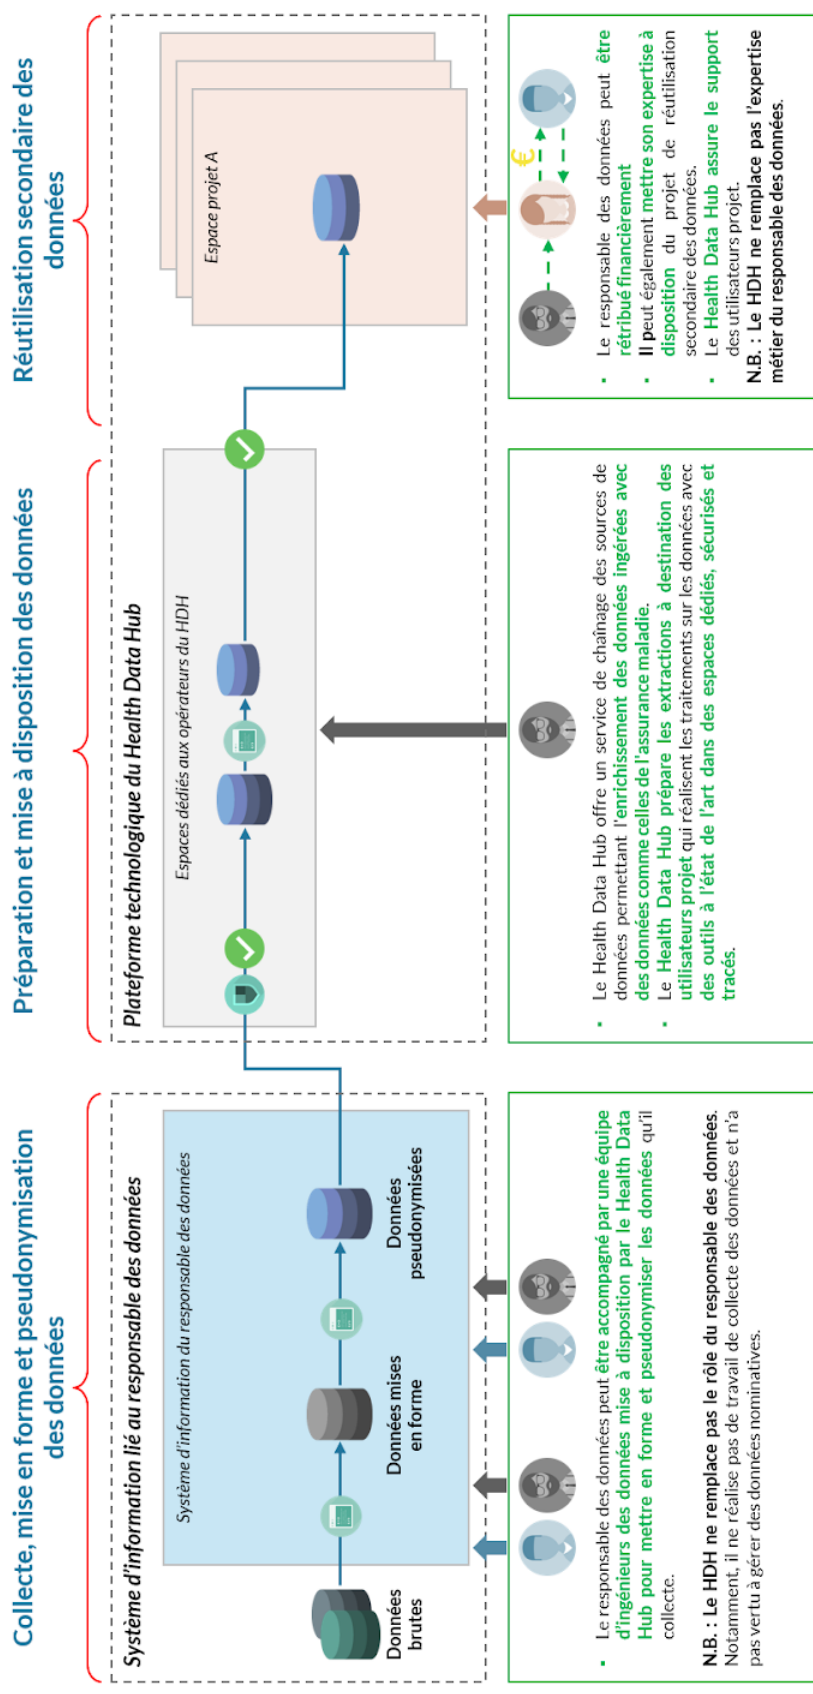 Collecte, mise en forme et pseudonymisation
des données
Préparation et mise à disposition des données
Réutilisation secondaire des
données
Système d'information lié au responsable des données
Système d'information du responsable des données
Données
brutes
Données mises
en forme
Données
pseudonymisées
Plateforme technologique du Health Data Hub
Espaces dédiés aux opérateurs du HDH
Espace projet A
▪ Le responsable des données peut être accompagné par une équipe
d'ingénieurs des données mise à disposition par le Health Data
Hub pour mettre en forme et pseudonymiser les données qu'il
collecte.
N.B. : Le HDH ne remplace pas le rôle du responsable des données.
Notamment, il ne réalise pas de travail de collecte des données et n'a
pas vertu à gérer des données nominatives.
▪ Le Health Data Hub offre un service de chaînage des sources de
données permettant l'enrichissement des données ingérées avec
des données comme celles de l'assurance maladie.
▪ Le Health Data Hub prépare les extractions à destination des
utilisateurs projet qui réalisent les traitements sur les données avec
des outils à l'état de l'art dans des espaces dédiés, sécurisés et
tracés.
€
▪ Le responsable des données peut être
rétribué financièrement
▪ Il peut également mettre son expertise à
disposition du projet de réutilisation
secondaire des données.
▪ Le Health Data Hub assure le support
des utilisateurs projet.
N.B. : Le HDH ne remplace pas l'expertise
métier du responsable des données.